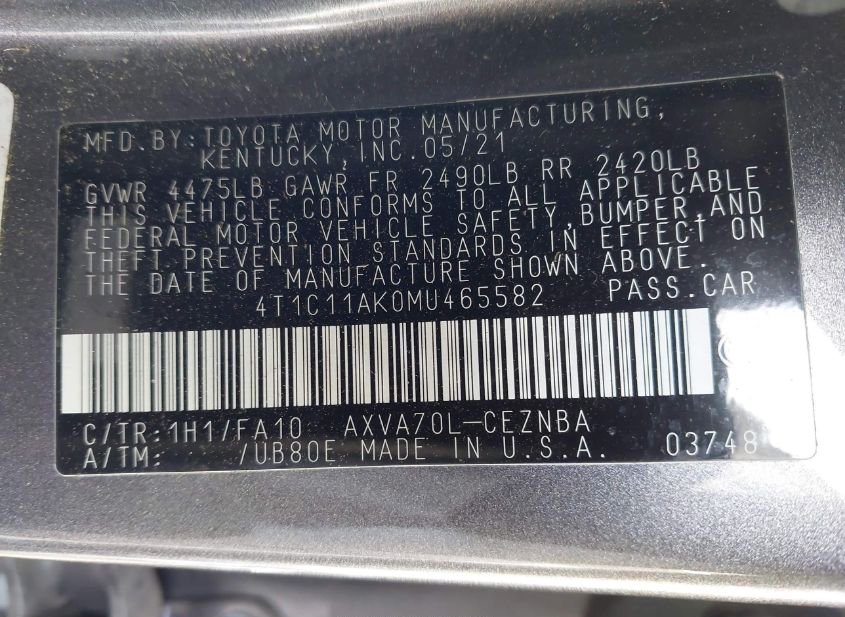 MFD.BY:TOYOTA MOTOR MANUFACTURING,
KENTUCKY,INC.05/21
GVWR 4475LB GAWR FR 2490LB RR 2420LB
THIS VEHICLE CONFORMS TO ALL APPLICABLE
FEDERAL MOTOR VEHICLE SAFETY,BUMPER,AND
THEFT PREVENTION STANDARDS IN EFFECT ON
THE DATE OF MANUFACTURE SHOWN ABOVE.
4T1C11AK0MU465582 PASS.CAR
C/TR:1H1/FA10 AXVA70L-CEZNBA
A/TM: /UB80E MADE IN U.S.A. 03748